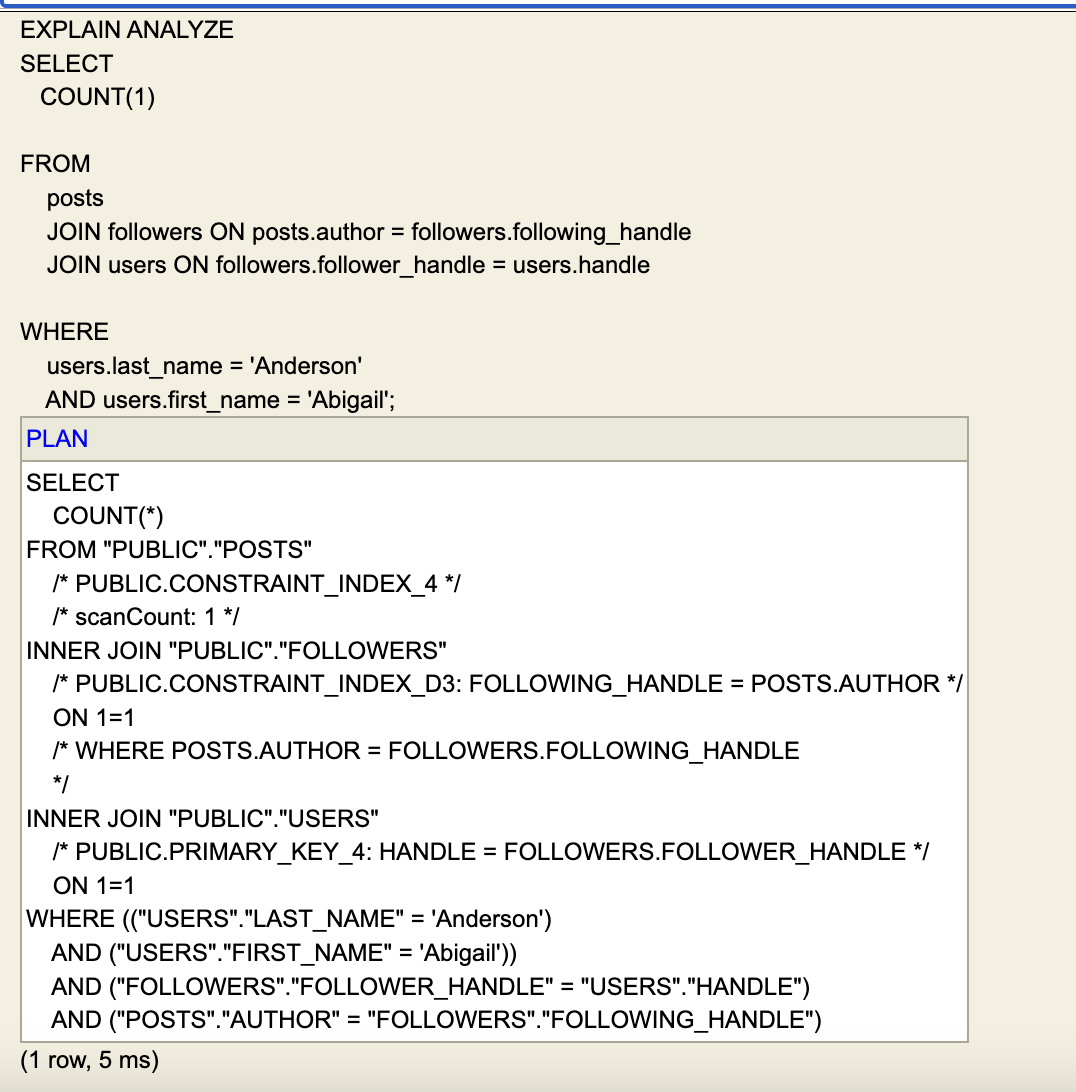 EXPLAIN ANALYZE
SELECT
COUNT(1)
FROM
posts
JOIN followers ON posts.author = followers.following_handle
JOIN users ON followers.follower_handle = users.handle
WHERE
users.last_name = 'Anderson'
AND users.first_name = 'Abigail';
PLAN
SELECT
COUNT(*)
FROM "PUBLIC"."POSTS"
/* PUBLIC.CONSTRAINT_INDEX_4 */
/* scanCount: 1 */
INNER JOIN "PUBLIC"."FOLLOWERS"
/* PUBLIC.CONSTRAINT_INDEX_D3: FOLLOWING_HANDLE = POSTS.AUTHOR */
ON 1=1
/* WHERE POSTS.AUTHOR = FOLLOWERS.FOLLOWING_HANDLE
*/
INNER JOIN "PUBLIC"."USERS"
/* PUBLIC.PRIMARY_KEY_4: HANDLE = FOLLOWERS.FOLLOWER_HANDLE */
ON 1=1
WHERE (("USERS"."LAST_NAME" = 'Anderson')
AND ("USERS"."FIRST_NAME" = 'Abigail'))
AND ("FOLLOWERS"."FOLLOWER_HANDLE" = "USERS"."HANDLE")
AND ("POSTS"."AUTHOR" = "FOLLOWERS"."FOLLOWING_HANDLE")
(1 row, 5 ms)